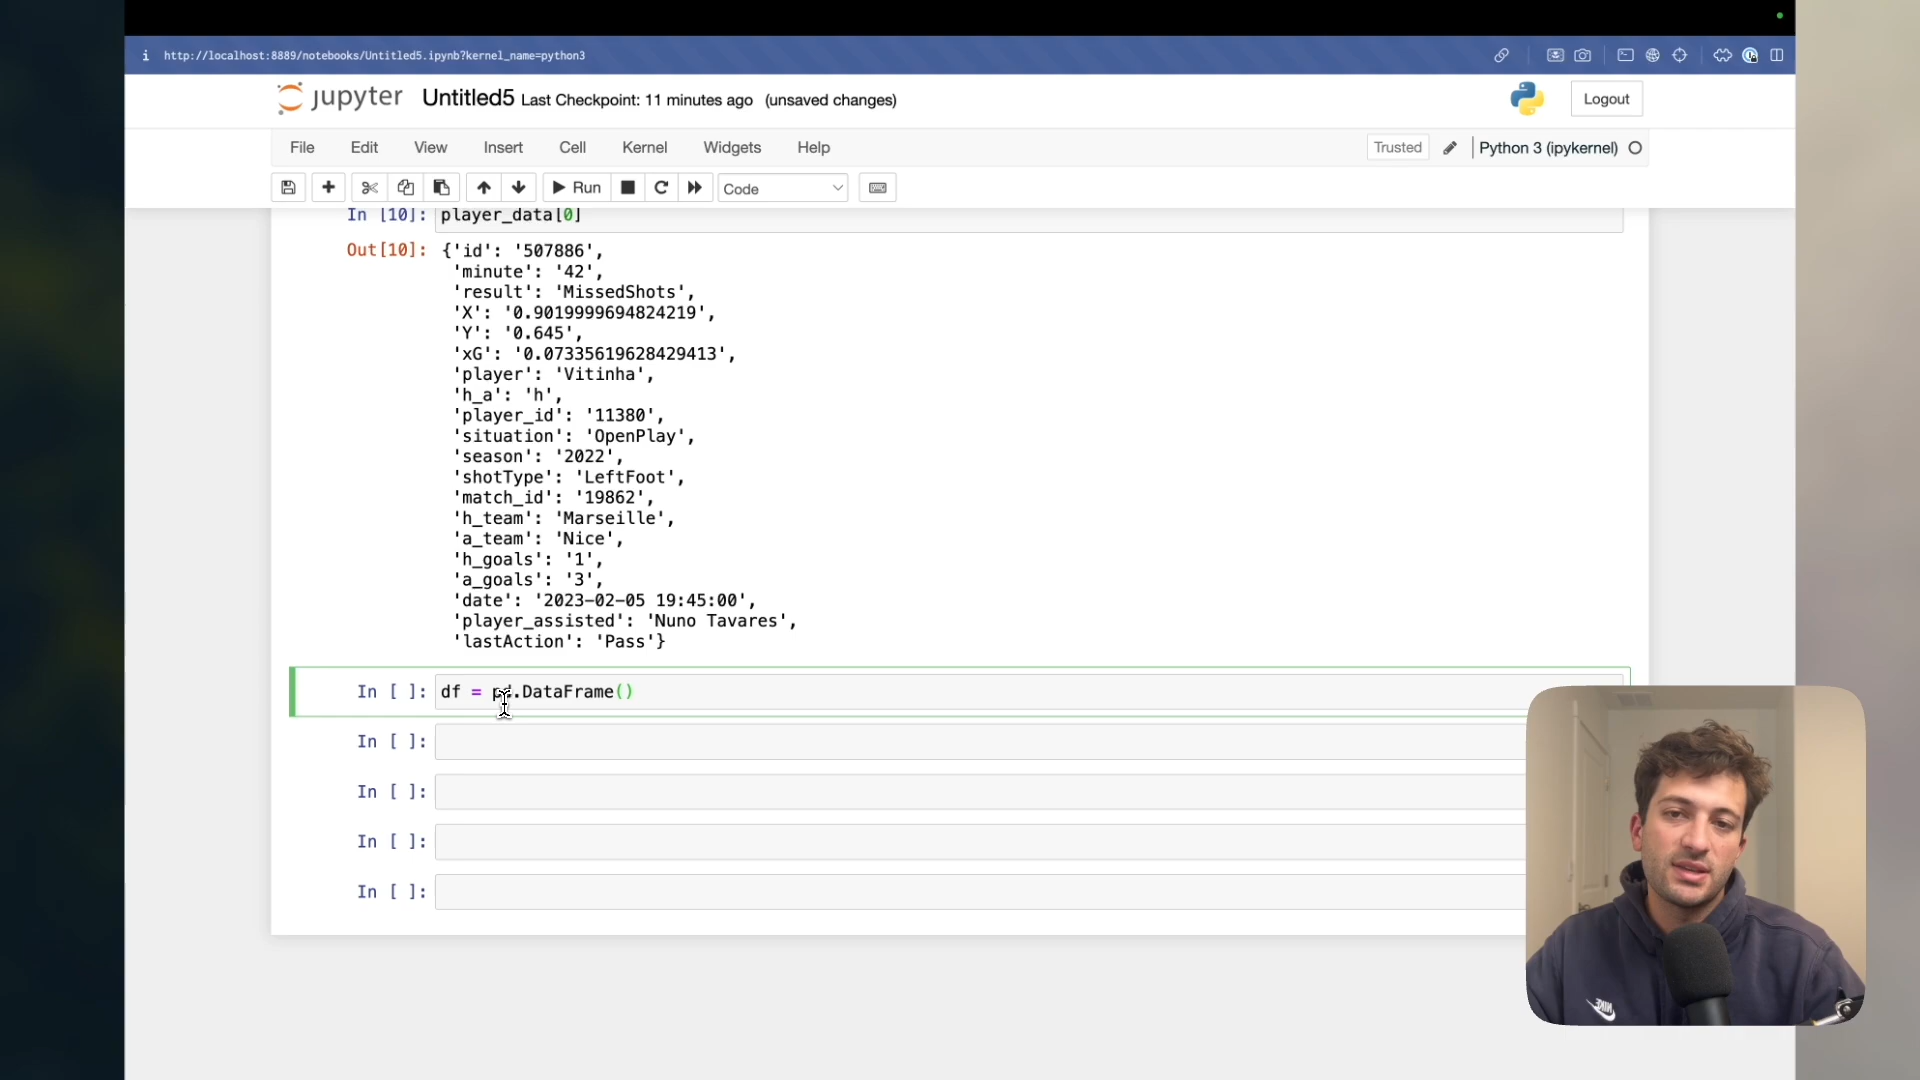 i http://localhost:8889/notebooks/Untitled5.ipynb?kernel_name=python3
jupyter Untitled5 Last Checkpoint: 11 minutes ago (unsaved changes) Logout
File Edit View Insert Cell Kernel Widgets Help Trusted Python 3 (ipykernel)
Run Code
In [10]: player_data[0]
Out[10]: {'id': '507886',
'minute': '42',
'result': 'MissedShots',
'X': '0.9019999694824219',
'Y': '0.645',
'xG': '0.07335619628429413',
'player': 'Vitinha',
'h_a': 'h',
'player_id': '11380',
'situation': 'OpenPlay',
'season': '2022',
'shotType': 'LeftFoot',
'match_id': '19862',
'h_team': 'Marseille',
'a_team': 'Nice',
'h_goals': '1',
'a_goals': '3',
'date': '2023-02-05 19:45:00',
'player_assisted': 'Nuno Tavares',
'lastAction': 'Pass'}
In [ ]: df = pd.DataFrame()
In [ ]:
In [ ]:
In [ ]:
In [ ]:
NIKE